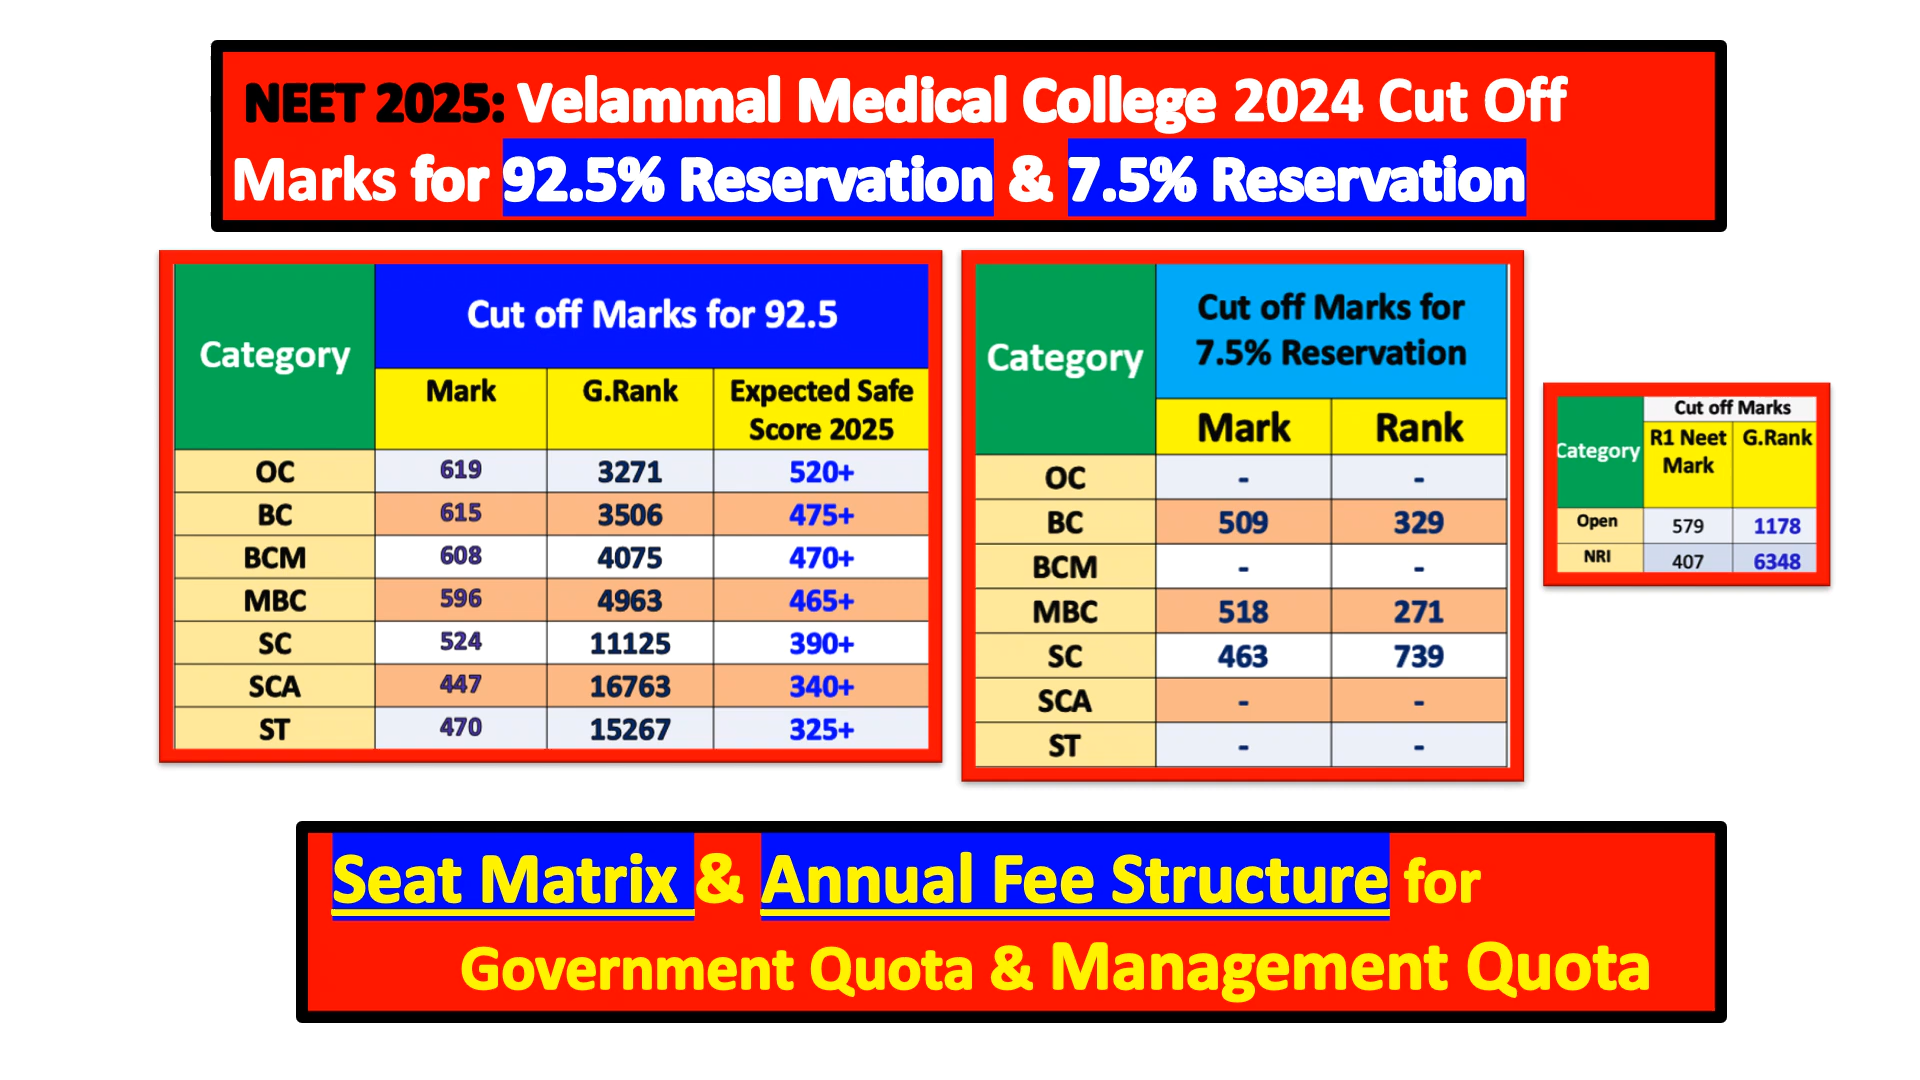 NEET 2025: Velammal Medical College 2024 Cut Off
Marks for 92.5% Reservation & 7.5% Reservation
Category Cut off Marks for 92.5
Mark G.Rank Expected Safe
Score 2025
OC 619 3271 520+
BC 615 3506 475+
BCM 608 4075 470+
MBC 596 4963 465+
SC 524 11125 390+
SCA 447 16763 340+
ST 470 15267 325+
Category Cut off Marks for
7.5% Reservation
Mark Rank
OC - -
BC 509 329
BCM - -
MBC 518 271
SC 463 739
SCA - -
ST - -
Category Cut off Marks
R1 Neet G.Rank
Mark
Open 579 1178
NRI 407 6348
Seat Matrix & Annual Fee Structure for
Government Quota & Management Quota